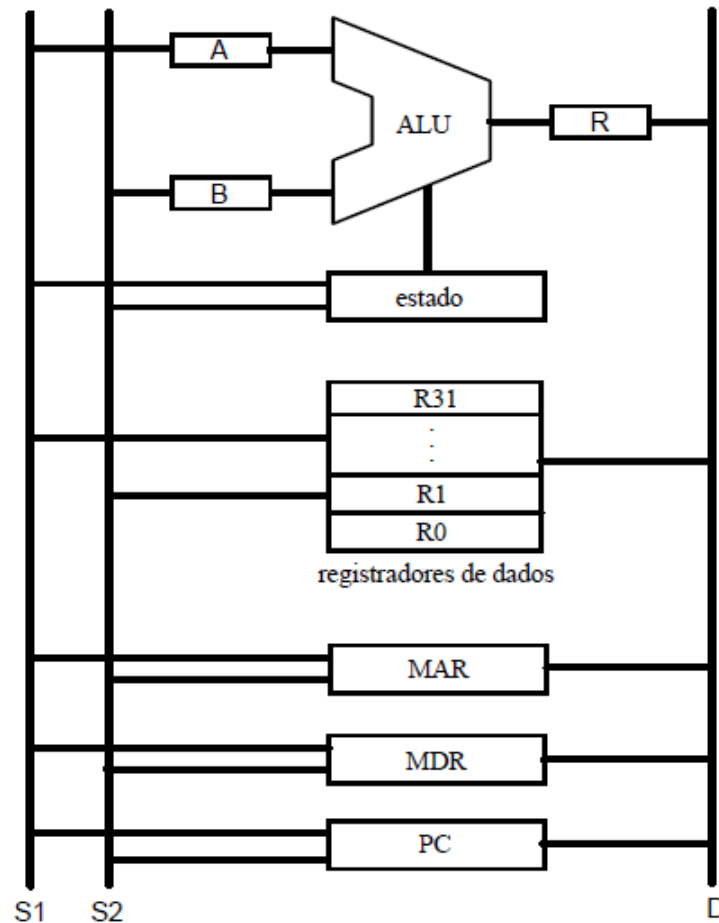 A
ALU
R
B
estado
R31
.
.
.
R1
R0
registradores de dados
MAR
MDR
PC
S1 S2 D